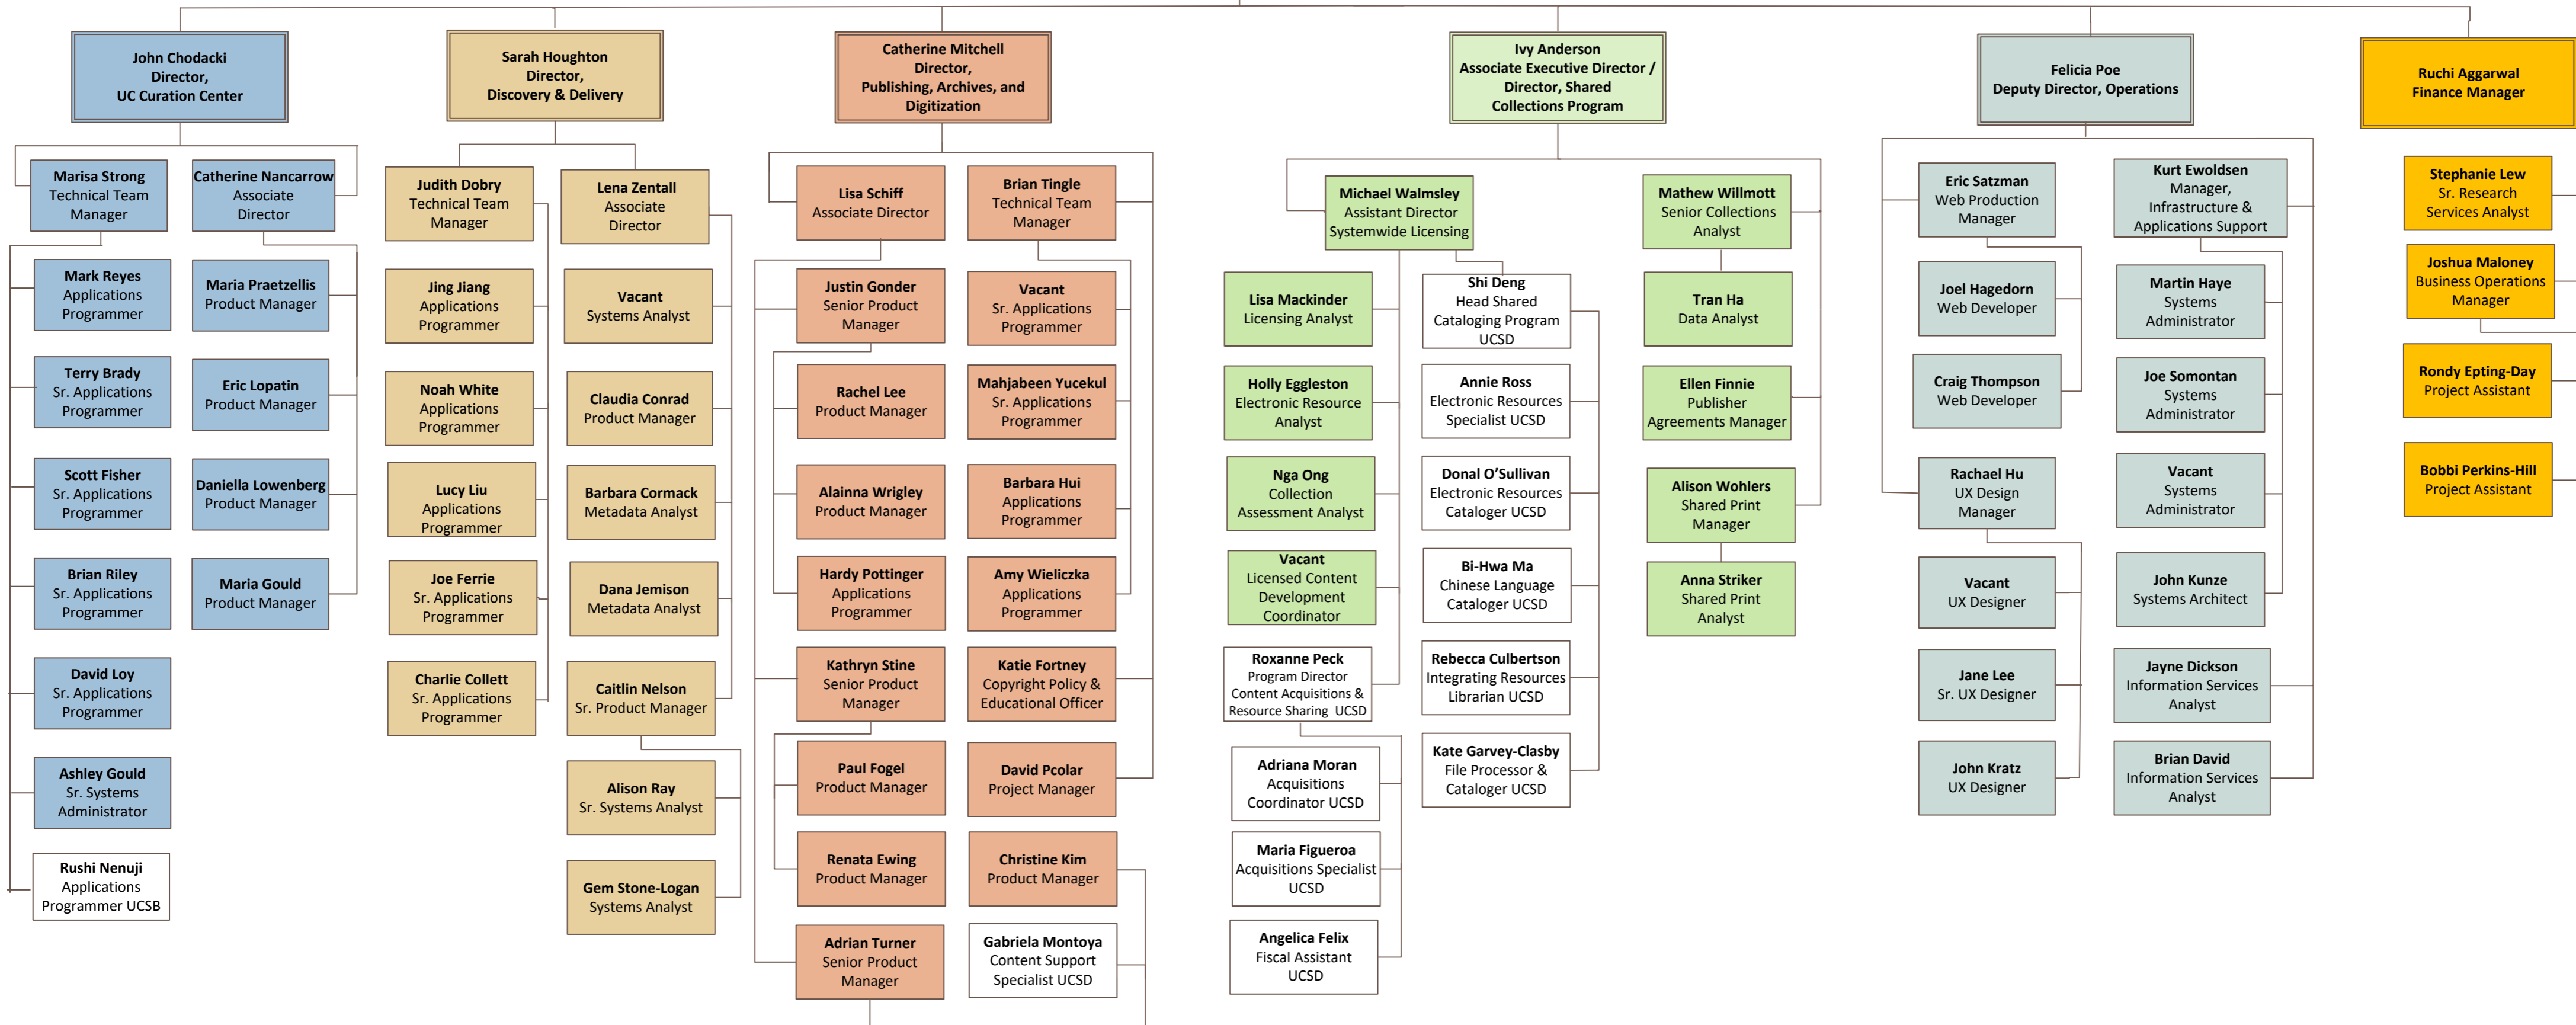 John Chodacki
Director,
UC Curation Center
Marisa Strong
Technical Team
Manager
Catherine Nancarrow
Associate
Director
Mark Reyes
Applications
Programmer
Maria Praetzellis
Product Manager
Terry Brady
Sr. Applications
Programmer
Eric Lopatin
Product Manager
Scott Fisher
Sr. Applications
Programmer
Daniella Lowenberg
Product Manager
Brian Riley
Sr. Applications
Programmer
Maria Gould
Product Manager
David Loy
Sr. Applications
Programmer
Ashley Gould
Sr. Systems
Administrator
Rushi Nenuji
Applications
Programmer UCSB
Sarah Houghton
Director,
Discovery & Delivery
Judith Dobry
Technical Team
Manager
Lena Zentall
Associate
Director
Jing Jiang
Applications
Programmer
Vacant
Systems Analyst
Noah White
Applications
Programmer
Claudia Conrad
Product Manager
Lucy Liu
Applications
Programmer
Barbara Cormack
Metadata Analyst
Joe Ferrie
Sr. Applications
Programmer
Dana Jemison
Metadata Analyst
Charlie Collett
Sr. Applications
Programmer
Caitlin Nelson
Sr. Product Manager
Alison Ray
Sr. Systems Analyst
Gem Stone-Logan
Systems Analyst
Catherine Mitchell
Director,
Publishing, Archives, and
Digitization
Lisa Schiff
Associate Director
Brian Tingle
Technical Team
Manager
Justin Gonder
Senior Product
Manager
Vacant
Sr. Applications
Programmer
Rachel Lee
Product Manager
Mahjabeen Yucekul
Sr. Applications
Programmer
Alainna Wrigley
Product Manager
Barbara Hui
Applications
Programmer
Hardy Pottinger
Applications
Programmer
Amy Wieliczka
Applications
Programmer
Kathryn Stine
Senior Product
Manager
Katie Fortney
Copyright Policy &
Educational Officer
Paul Fogel
Product Manager
David Pcolar
Project Manager
Renata Ewing
Product Manager
Christine Kim
Product Manager
Adrian Turner
Senior Product
Manager
Gabriela Montoya
Content Support
Specialist UCSD
Ivy Anderson
Associate Executive Director /
Director, Shared
Collections Program
Michael Walmsley
Assistant Director
Systemwide Licensing
Mathew Willmott
Senior Collections
Analyst
Lisa Mackinder
Licensing Analyst
Shi Deng
Head Shared
Cataloging Program
UCSD
Tran Ha
Data Analyst
Holly Eggleston
Electronic Resource
Analyst
Annie Ross
Electronic Resources
Specialist UCSD
Ellen Finnie
Publisher
Agreements Manager
Nga Ong
Collection
Assessment Analyst
Donal O’Sullivan
Electronic Resources
Cataloger UCSD
Alison Wohlers
Shared Print
Manager
Vacant
Licensed Content
Development
Coordinator
Bi-Hwa Ma
Chinese Language
Cataloger UCSD
Anna Striker
Shared Print
Analyst
Roxanne Peck
Program Director
Content Acquisitions &
Resource Sharing UCSD
Rebecca Culbertson
Integrating Resources
Librarian UCSD
Adriana Moran
Acquisitions
Coordinator UCSD
Kate Garvey-Clasby
File Processor &
Cataloger UCSD
Maria Figueroa
Acquisitions Specialist
UCSD
Angelica Felix
Fiscal Assistant
UCSD
Felicia Poe
Deputy Director, Operations
Eric Satzman
Web Production
Manager
Kurt Ewoldsen
Manager,
Infrastructure &
Applications Support
Joel Hagedorn
Web Developer
Martin Haye
Systems
Administrator
Craig Thompson
Web Developer
Joe Somontan
Systems
Administrator
Rachael Hu
UX Design
Manager
Vacant
Systems
Administrator
Vacant
UX Designer
John Kunze
Systems Architect
Jane Lee
Sr. UX Designer
Jayne Dickson
Information Services
Analyst
John Kratz
UX Designer
Brian David
Information Services
Analyst
Ruchi Aggarwal
Finance Manager
Stephanie Lew
Sr. Research
Services Analyst
Joshua Maloney
Business Operations
Manager
Rondy Epting-Day
Project Assistant
Bobbi Perkins-Hill
Project Assistant